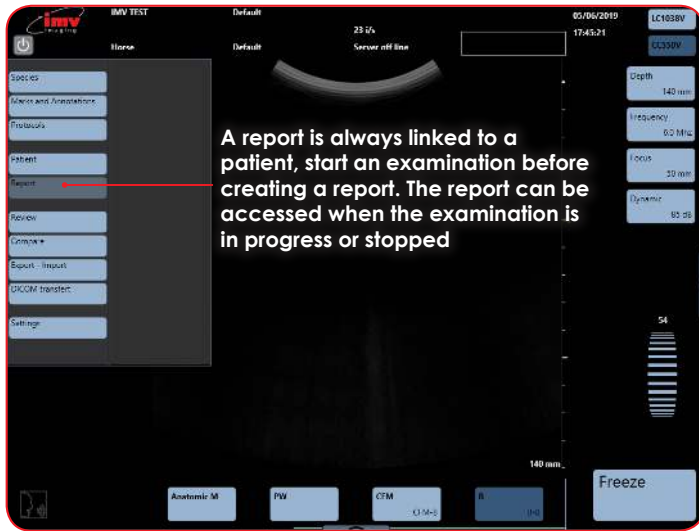 imv
imaging
IMV TEST
Default
05/06/2019
LC1038V
23 i/s
17:45:21
Horse
Default
Server off line
CC550V
Species
Marks and Annotations
Protocols
Patient
Report
Review
Compare
Export - Import
DICOM transfert
Settings
A report is always linked to a
patient, start an examination before
creating a report. The report can be
accessed when the examination is
in progress or stopped
Depth
140 mm
Frequency
6.0 MHz
Focus
Dynamic
85 dB
54
140 mm
Anatomic M
PW
CFM
B
Freeze